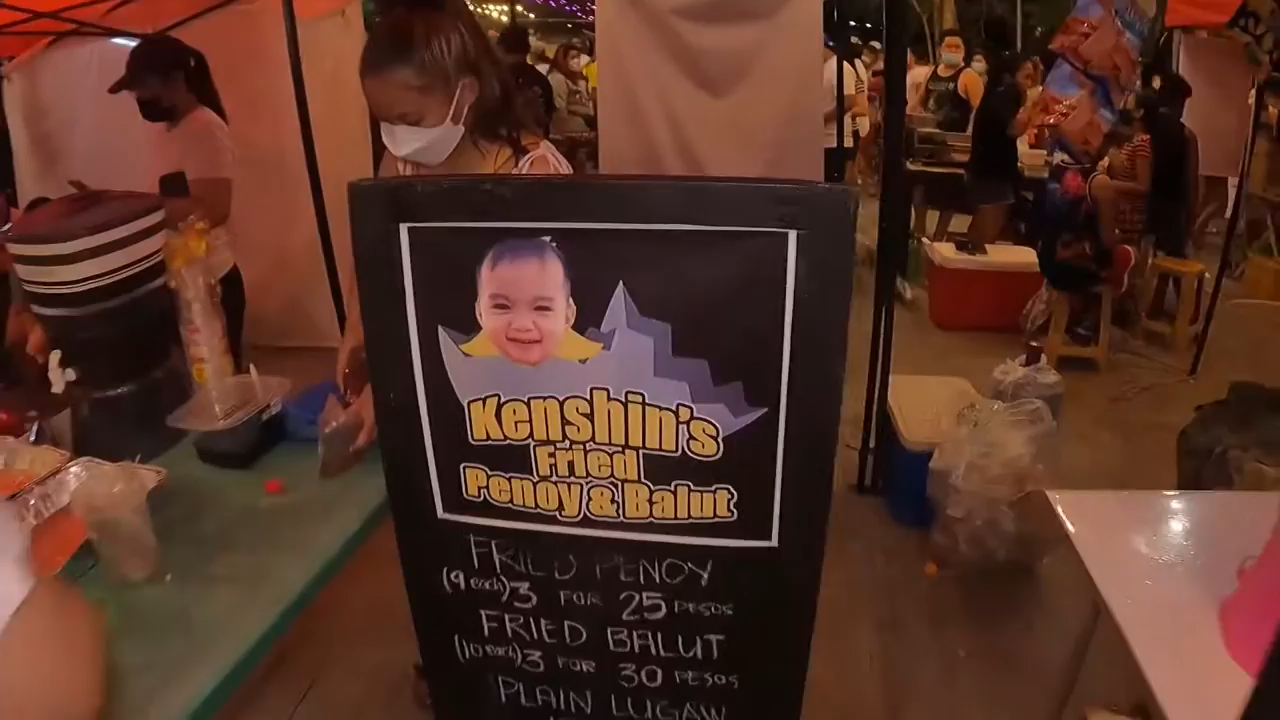 Kenshin's
Fried
Penoy & Balut
FRIED PENOY
(9 each) 3 FOR 25 PESOS
FRIED BALUT
(10 each) 3 FOR 30 PESOS
PLAIN LUGAW